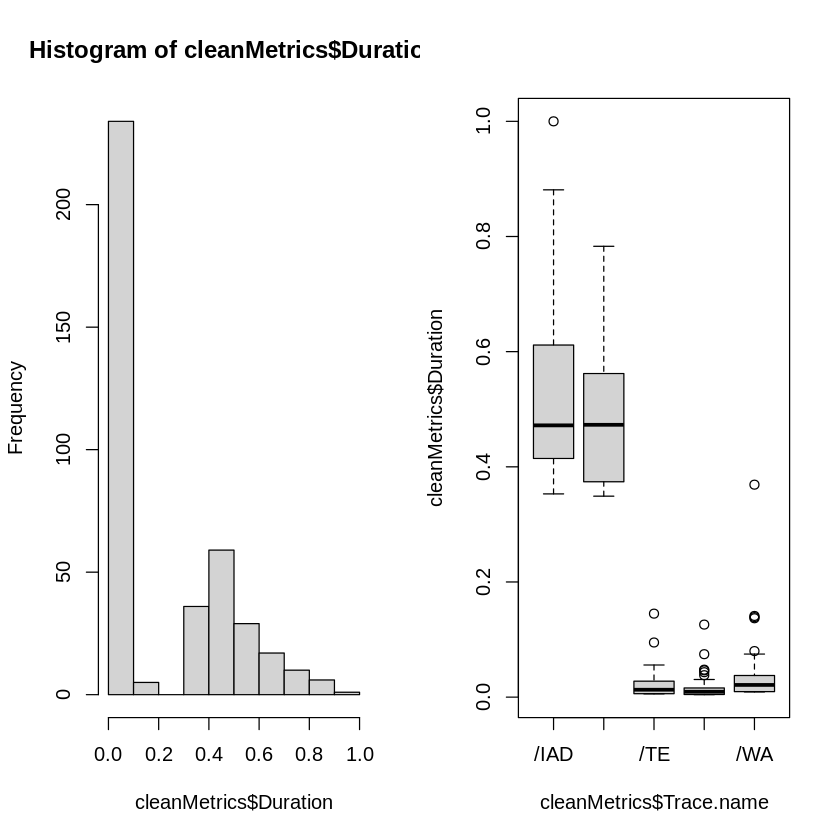 Histogram of cleanMetrics$Duratio
Frequency
0
50
100
150
200
0.0 0.2 0.4 0.6 0.8 1.0
cleanMetrics$Duration
cleanMetrics$Duration
0.0
0.2
0.4
0.6
0.8
1.0
/IAD /TE /WA
cleanMetrics$Trace.name